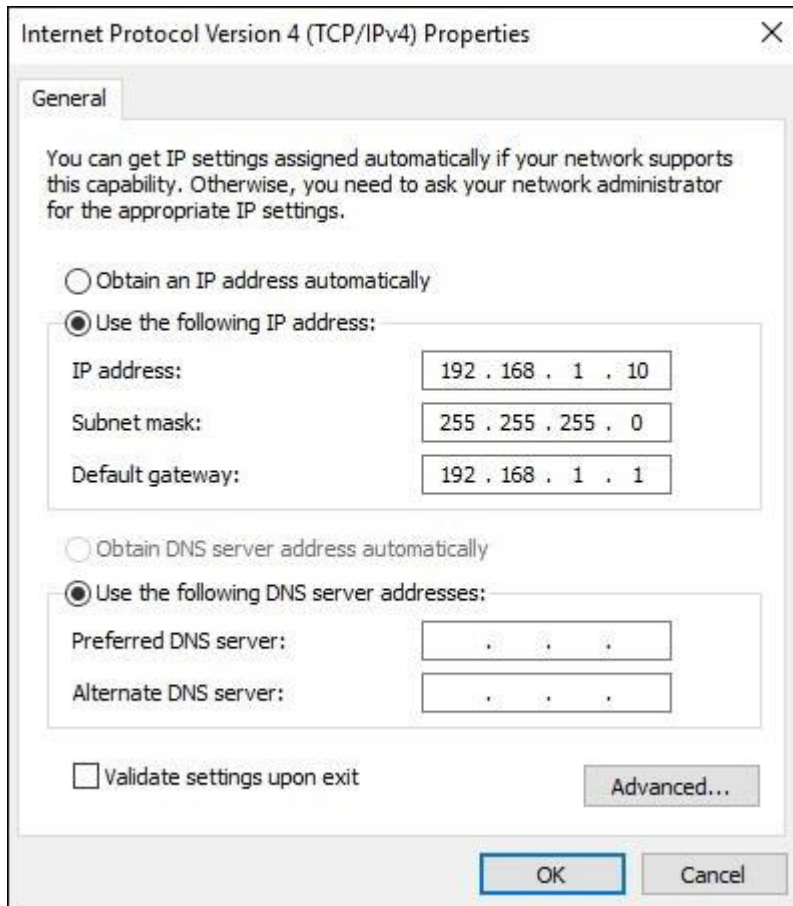 Internet Protocol Version 4 (TCP/IPv4) Properties
General
You can get IP settings assigned automatically if your network supports
this capability. Otherwise, you need to ask your network administrator
for the appropriate IP settings.
Obtain an IP address automatically
Use the following IP address:
IP address: 192 . 168 . 1 . 10
Subnet mask: 255 . 255 . 255 . 0
Default gateway: 192 . 168 . 1 . 1
Obtain DNS server address automatically
Use the following DNS server addresses:
Preferred DNS server: . . .
Alternate DNS server: . . .
Validate settings upon exit
Advanced...
OK Cancel